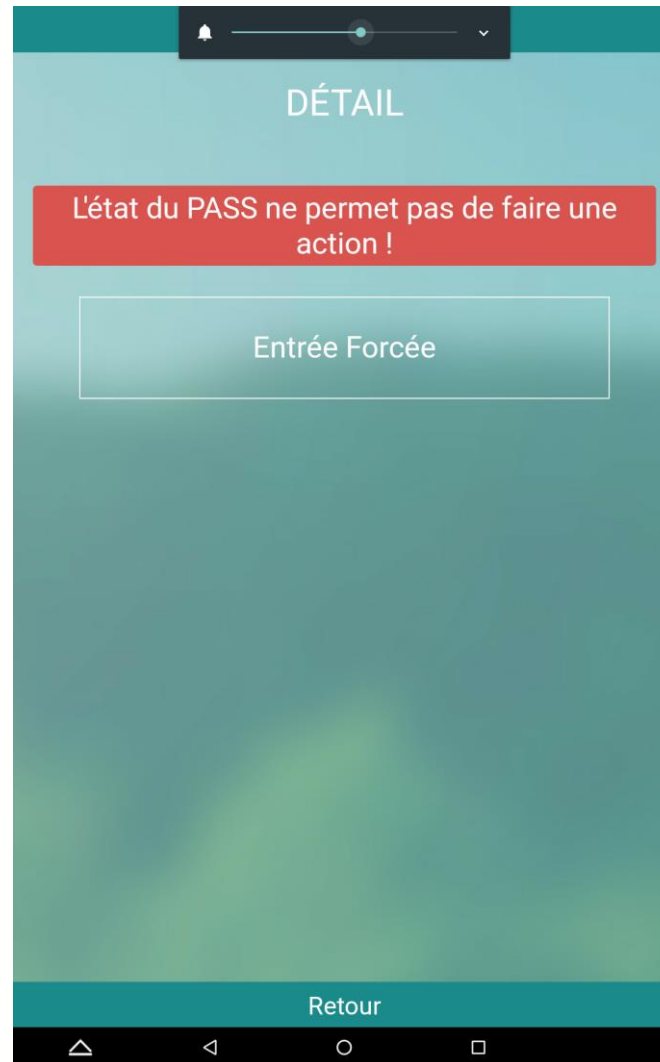 DÉTAIL
L'état du PASS ne permet pas de faire une
action !
Entrée Forcée
Retour